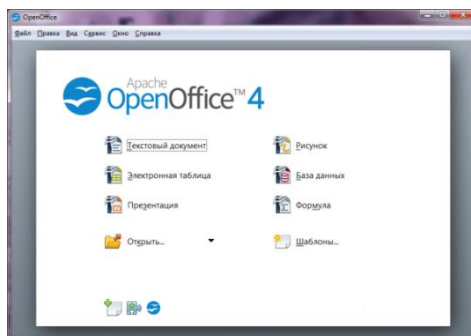 OpenOffice
Файл Правка Вид Сервис Окно Справка
Apache
OpenOffice™ 4
Текстовый документ
Рисунок
Электронная таблица
База данных
Презентация
Формула
Открыть...
Шаблоны...